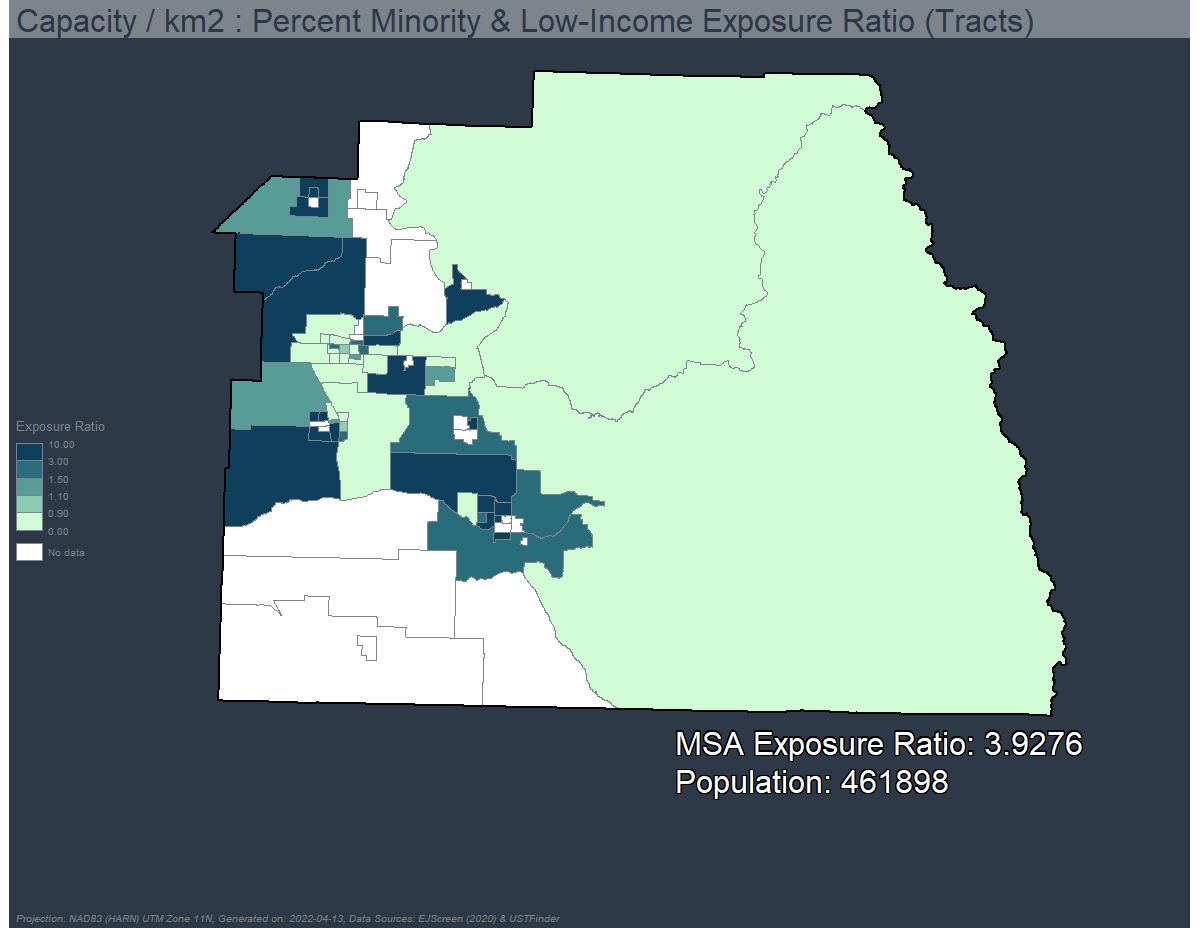 Capacity / km2 : Percent Minority & Low-Income Exposure Ratio (Tracts)
Exposure Ratio
10.00
3.00
1.50
1.10
0.90
0.00
No data
MSA Exposure Ratio: 3.9276
Population: 461898
Projection: NAD83 (HARN) UTM Zone 11N, Generated on: 2022-04-13, Data Sources: EJScreen (2020) & USTFinder